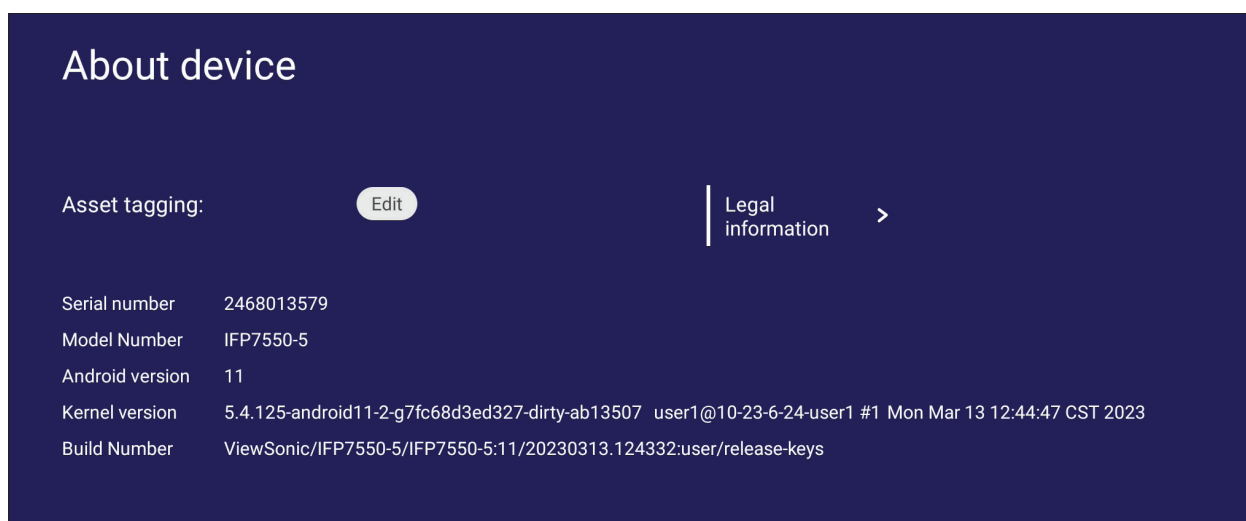 About device
Asset tagging:
Edit
Legal
information
Serial number 2468013579
Model Number IFP7550-5
Android version 11
Kernel version 5.4.125-android11-2-g7fc68d3ed327-dirty-ab13507 user1@10-23-6-24-user1 #1 Mon Mar 13 12:44:47 CST 2023
Build Number ViewSonic/IFP7550-5/IFP7550-5:11/20230313.124332:user/release-keys